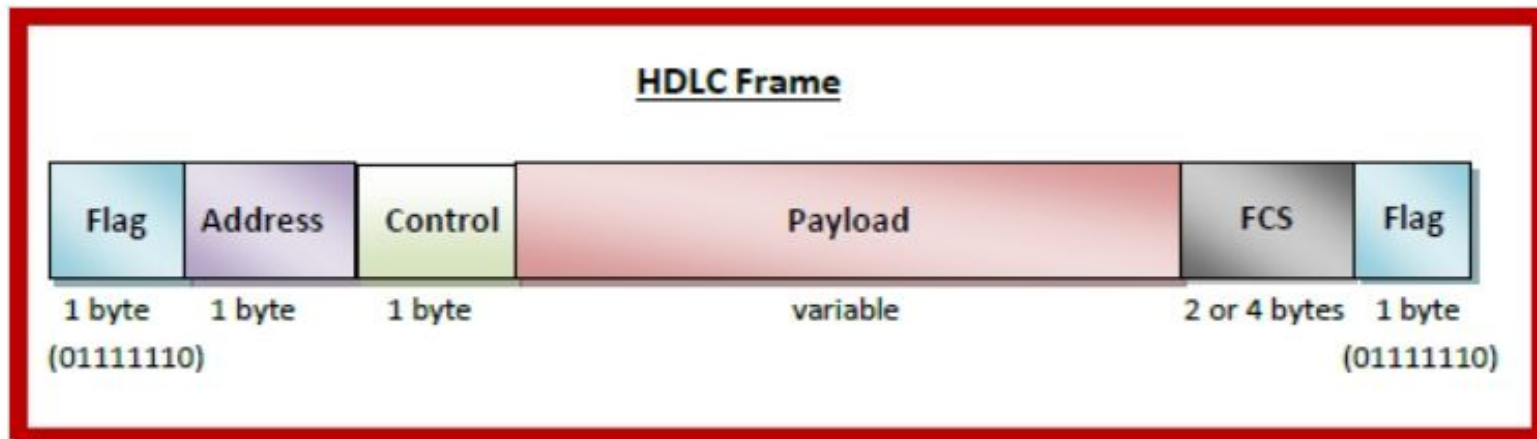 HDLC Frame
Flag Address Control Payload FCS Flag
1 byte 1 byte 1 byte variable 2 or 4 bytes 1 byte
(01111110) (01111110)